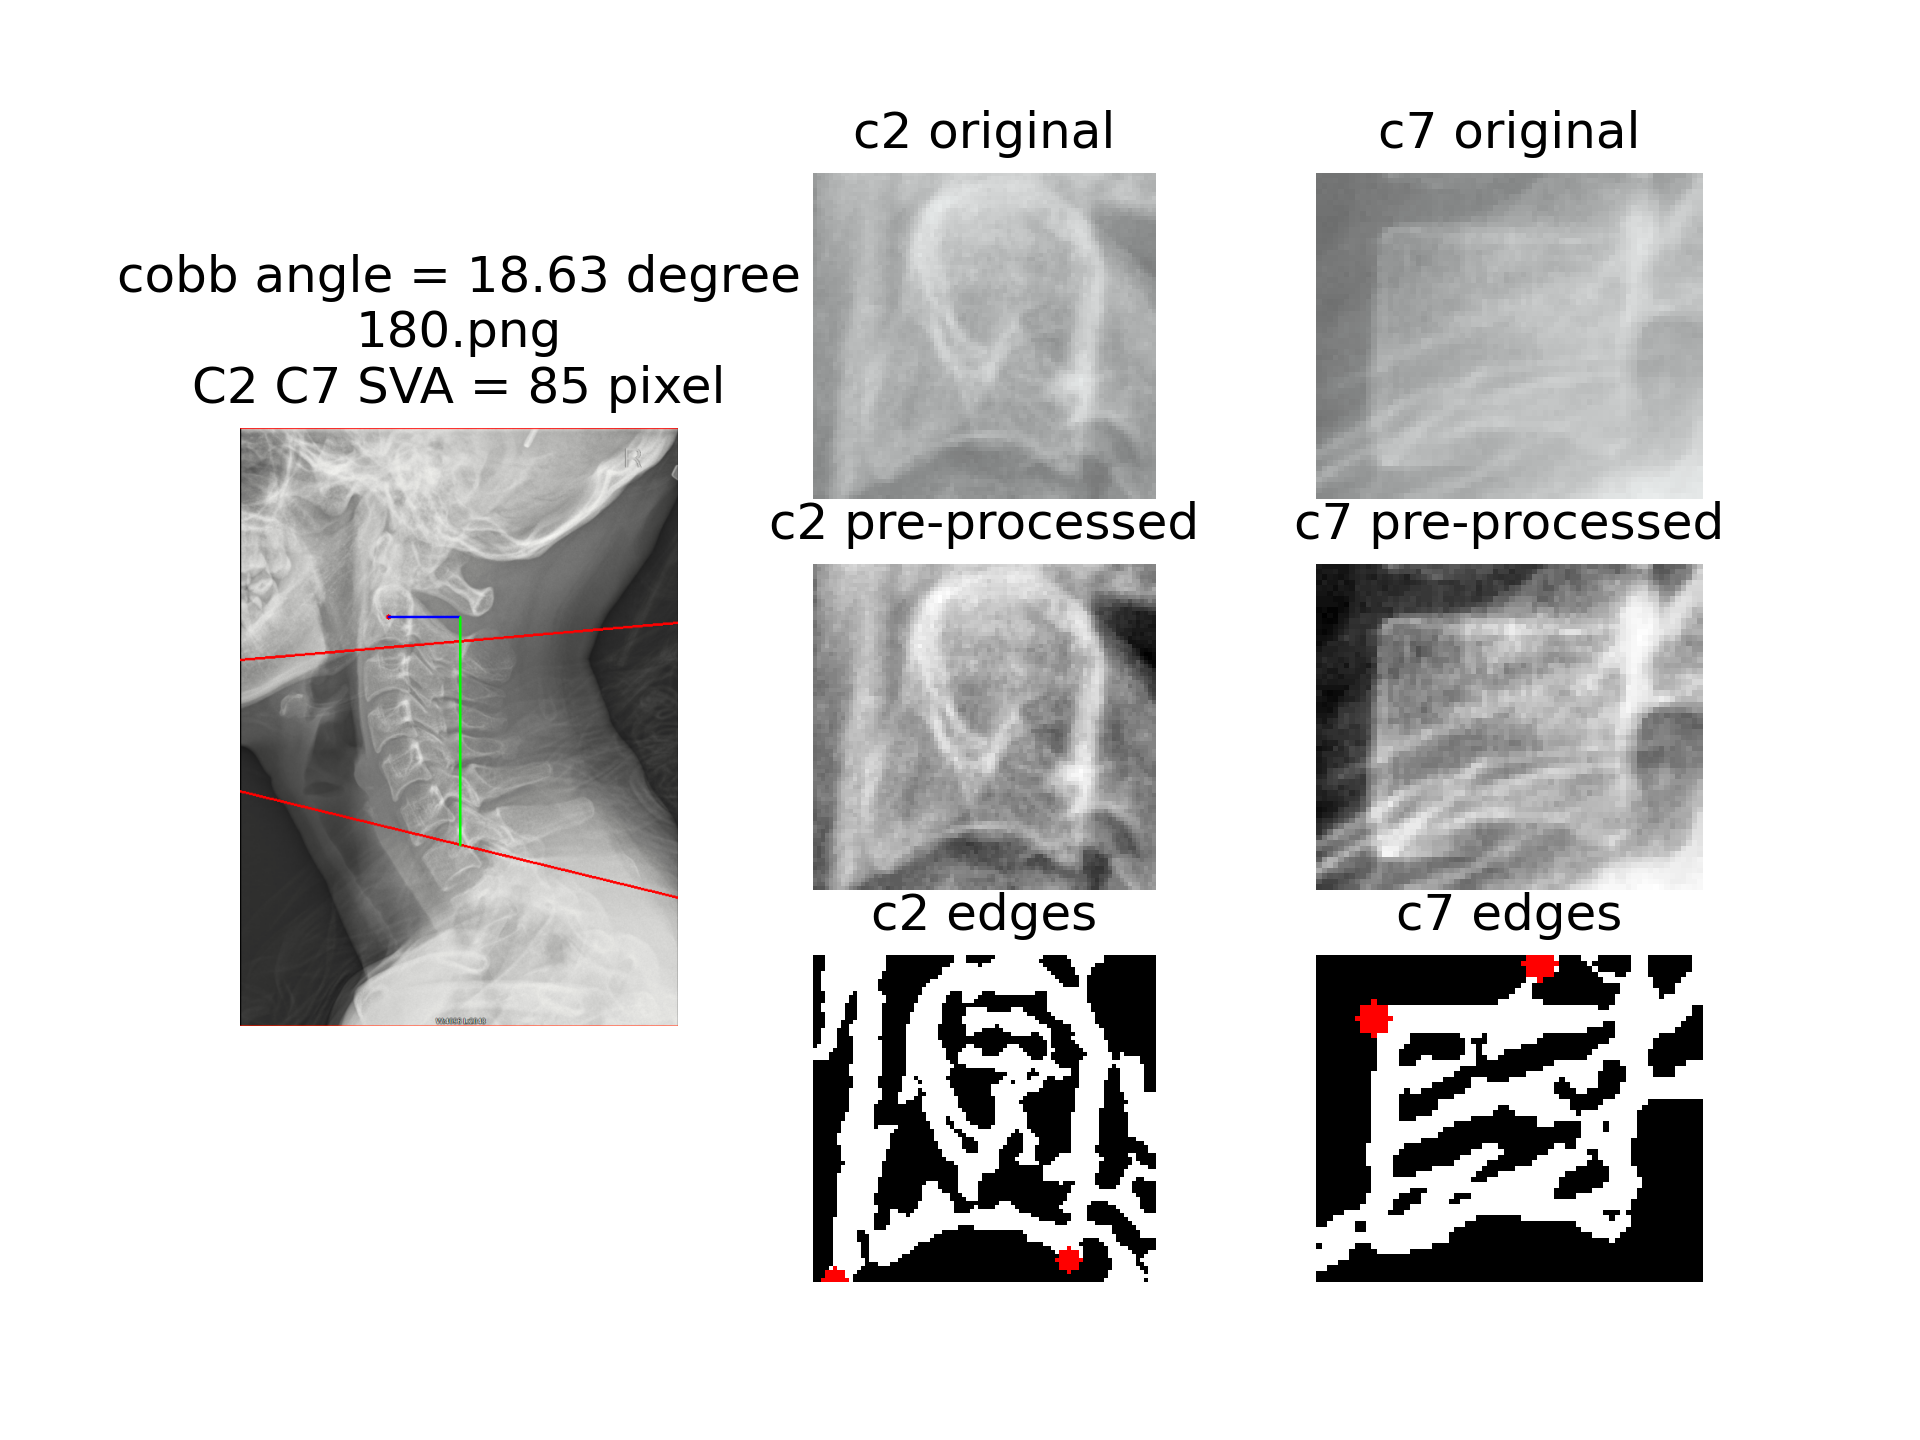 cobb angle = 18.63 degree
180.png
C2 C7 SVA = 85 pixel
R
c2 original
c7 original
c2 pre-processed
c7 pre-processed
c2 edges
c7 edges